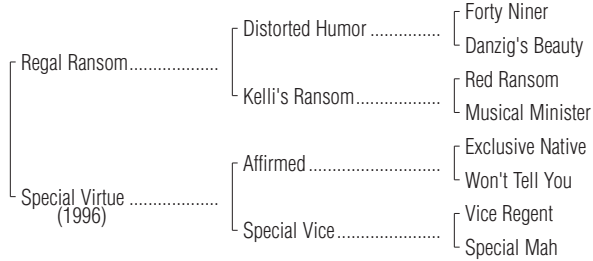 Forty Niner
Distorted Humor ...............
Danzig's Beauty
Regal Ransom...................
Red Ransom
Kelli's Ransom..................
Musical Minister
Exclusive Native
Affirmed ............................
Won't Tell You
Special Virtue ...................
(1996)
Vice Regent
Special Vice......................
Special Mah